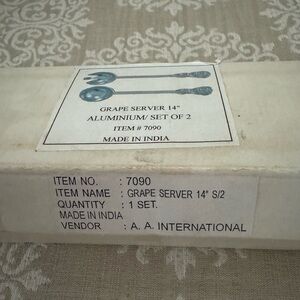 GRAPE SERVER 14"
ALUMINIUM/ SET OF 2
ITEM # 7090
MADE IN INDIA
ITEM NO. : 7090
ITEM NAME : GRAPE SERVER 14" S/2
QUANTITY : 1 SET.
MADE IN INDIA
VENDOR : A. A. INTERNATIONAL